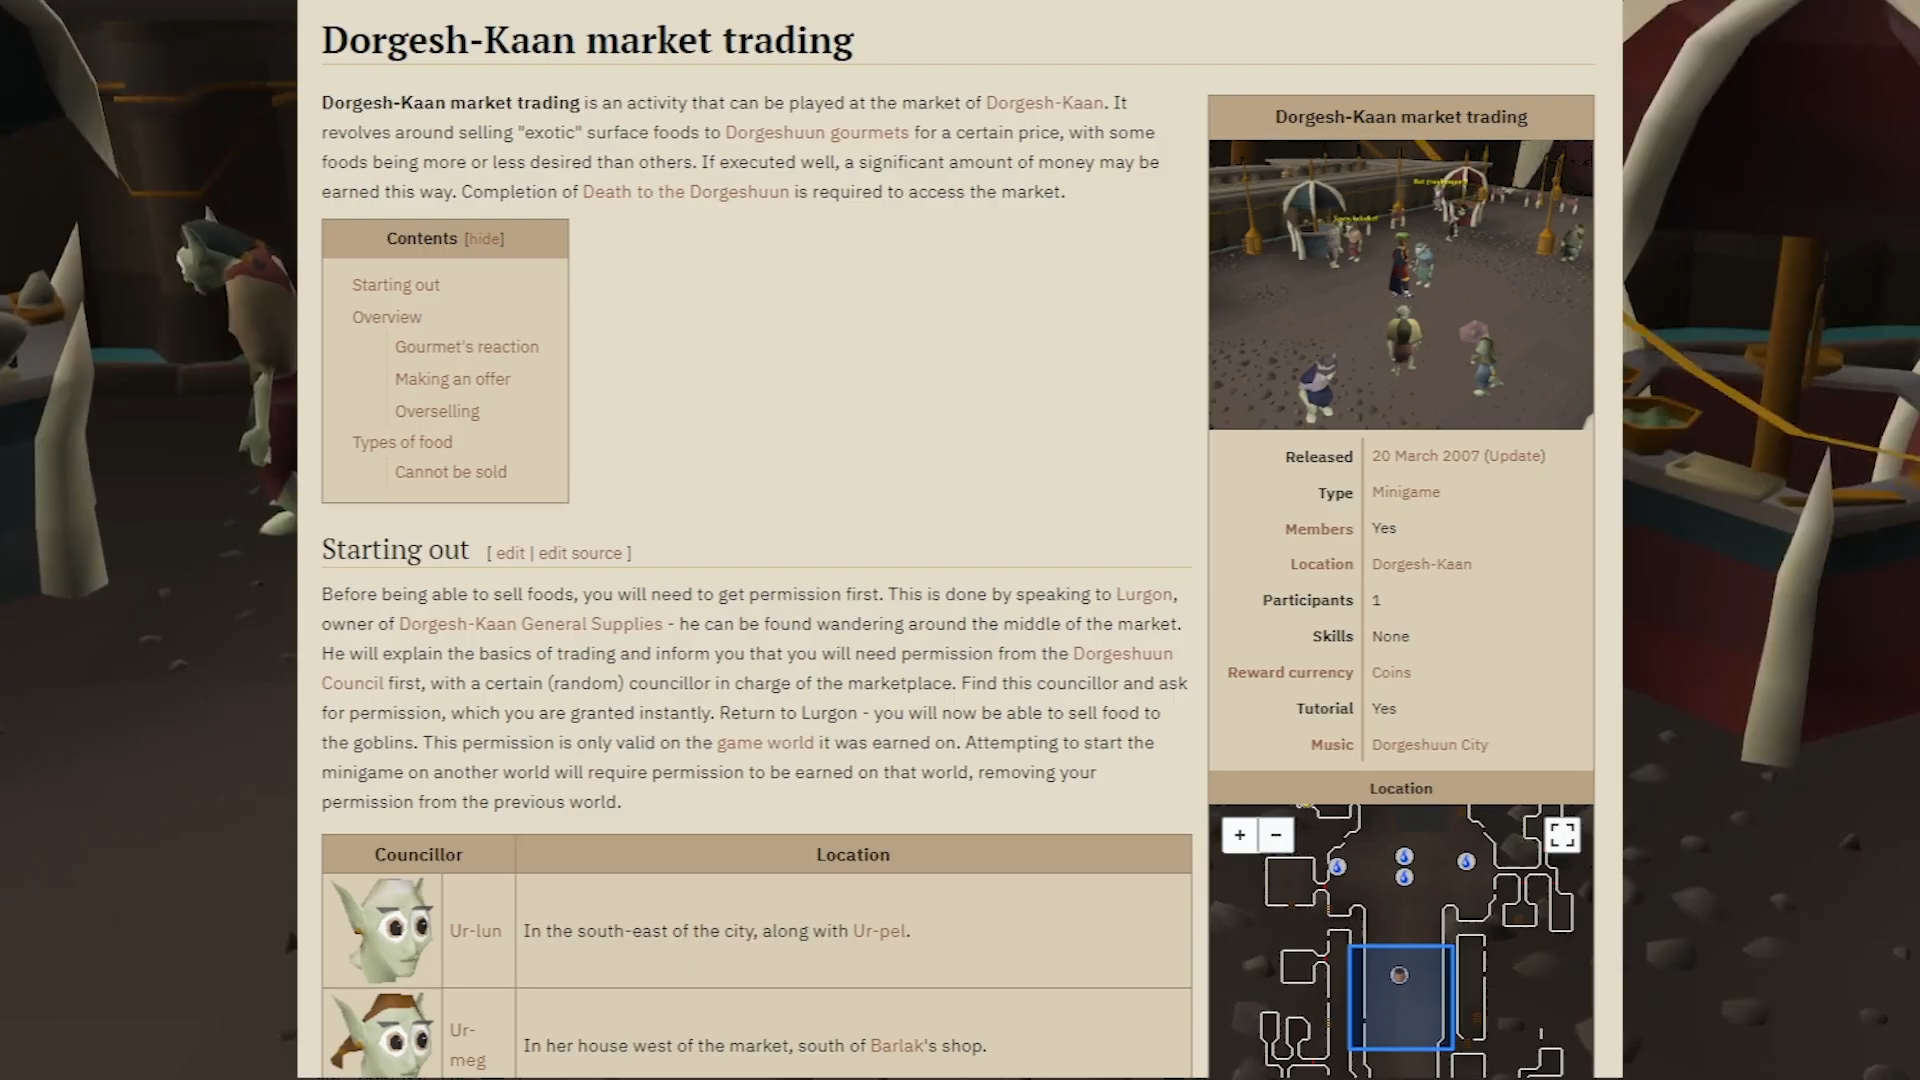 Dorgesh-Kaan market trading
Dorgesh-Kaan market trading is an activity that can be played at the market of Dorgesh-Kaan. It
revolves around selling "exotic" surface foods to Dorgeshuun gourmets for a certain price, with some
foods being more or less desired than others. If executed well, a significant amount of money may be
earned this way. Completion of Death to the Dorgeshuun is required to access the market.
Contents [hide]
Starting out
Overview
Gourmet's reaction
Making an offer
Overselling
Types of food
Cannot be sold
Starting out [ edit | edit source ]
Before being able to sell foods, you will need to get permission first. This is done by speaking to Lurgon,
owner of Dorgesh-Kaan General Supplies - he can be found wandering around the middle of the market.
He will explain the basics of trading and inform you that you will need permission from the Dorgeshuun
Council first, with a certain (random) councillor in charge of the marketplace. Find this councillor and ask
for permission, which you are granted instantly. Return to Lurgon - you will now be able to sell food to
the goblins. This permission is only valid on the game world it was earned on. Attempting to start the
minigame on another world will require permission to be earned on that world, removing your
permission from the previous world.
Councillor Location
Ur-lun In the south-east of the city, along with Ur-pel.
Ur-
meg
In her house west of the market, south of Barlak's shop.
Dorgesh-Kaan market trading
Released 20 March 2007 (Update)
Type Minigame
Members Yes
Location Dorgesh-Kaan
Participants 1
Skills None
Reward currency Coins
Tutorial Yes
Music Dorgeshuun City
Location
+ −